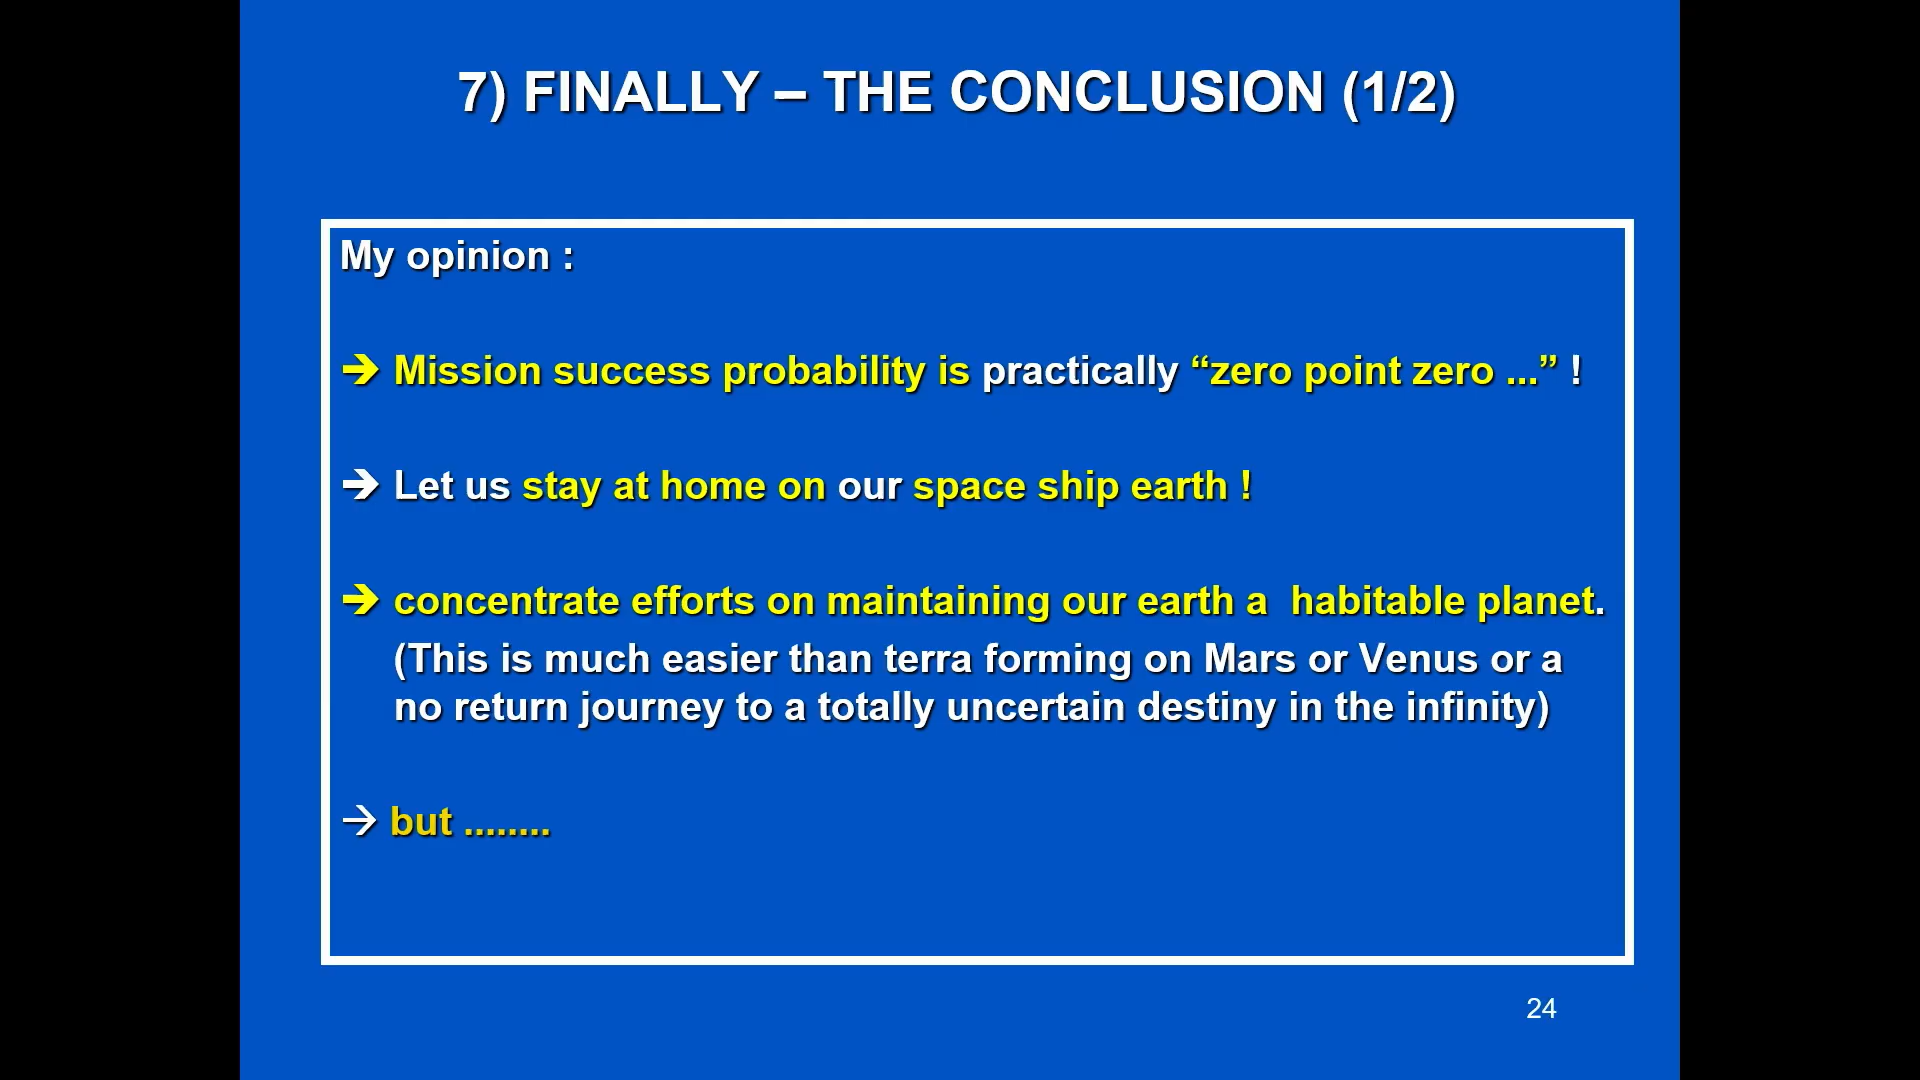 7) FINALLY – THE CONCLUSION (1/2)
My opinion :
➔ Mission success probability is practically “zero point zero ...” !
➔ Let us stay at home on our space ship earth !
➔ concentrate efforts on maintaining our earth a  habitable planet.
(This is much easier than terra forming on Mars or Venus or a
no return journey to a totally uncertain destiny in the infinity)
→ but ........
24